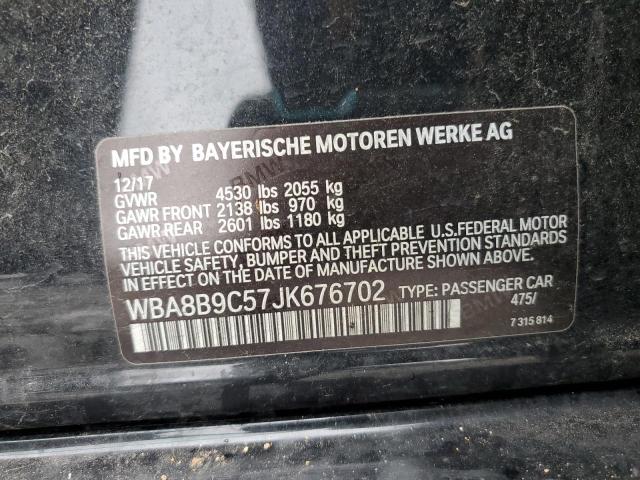 MFD BY BAYERISCHE MOTOREN WERKE AG
12/17
GVWR 4530 lbs 2055 kg
GAWR FRONT 2138 lbs 970 kg
GAWR REAR 2601 lbs 1180 kg
THIS VEHICLE CONFORMS TO ALL APPLICABLE U.S.FEDERAL MOTOR
VEHICLE SAFETY, BUMPER AND THEFT PREVENTION STANDARDS
IN EFFECT ON THE DATE OF MANUFACTURE SHOWN ABOVE.
WBA8B9C57JK676702 TYPE: PASSENGER CAR
475/
7 315 814